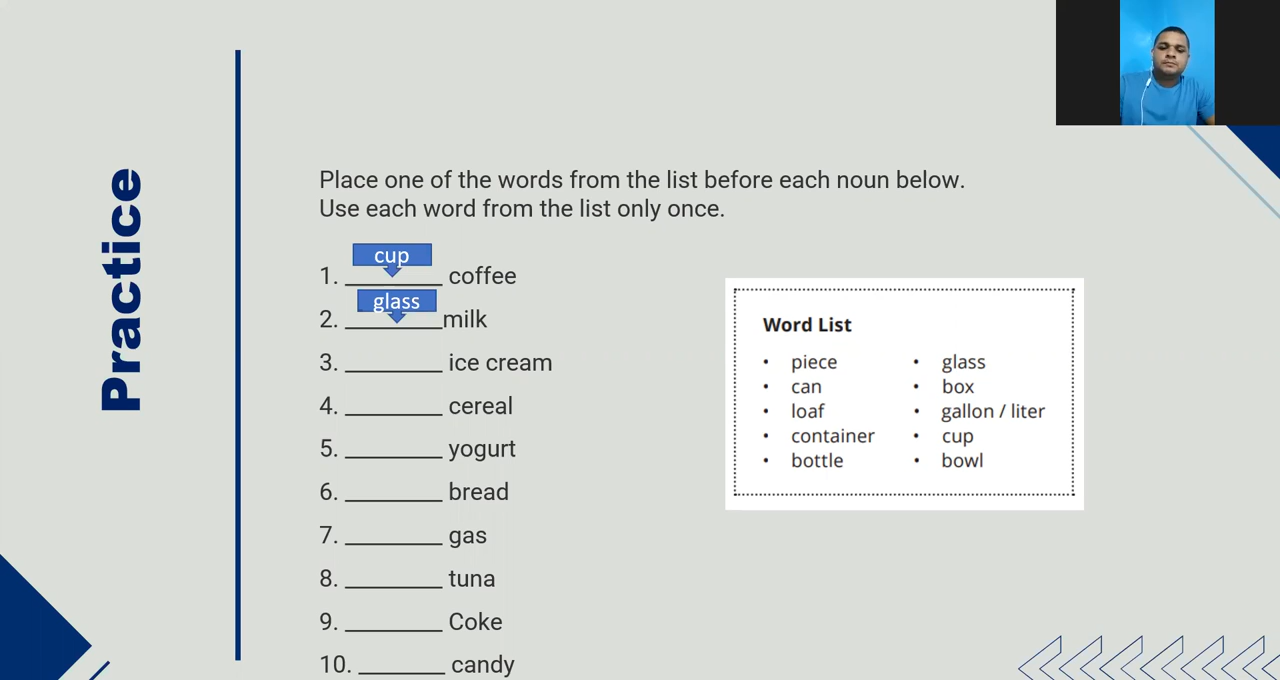 Practice
Place one of the words from the list before each noun below.
Use each word from the list only once.
cup
1. ________ coffee
glass
2. ________milk
3. ________ ice cream
4. ________ cereal
5. ________ yogurt
6. ________ bread
7. ________ gas
8. ________ tuna
9. ________ Coke
10. _______ candy
Word List
• piece
• can
• loaf
• container
• bottle
• glass
• box
• gallon / liter
• cup
• bowl